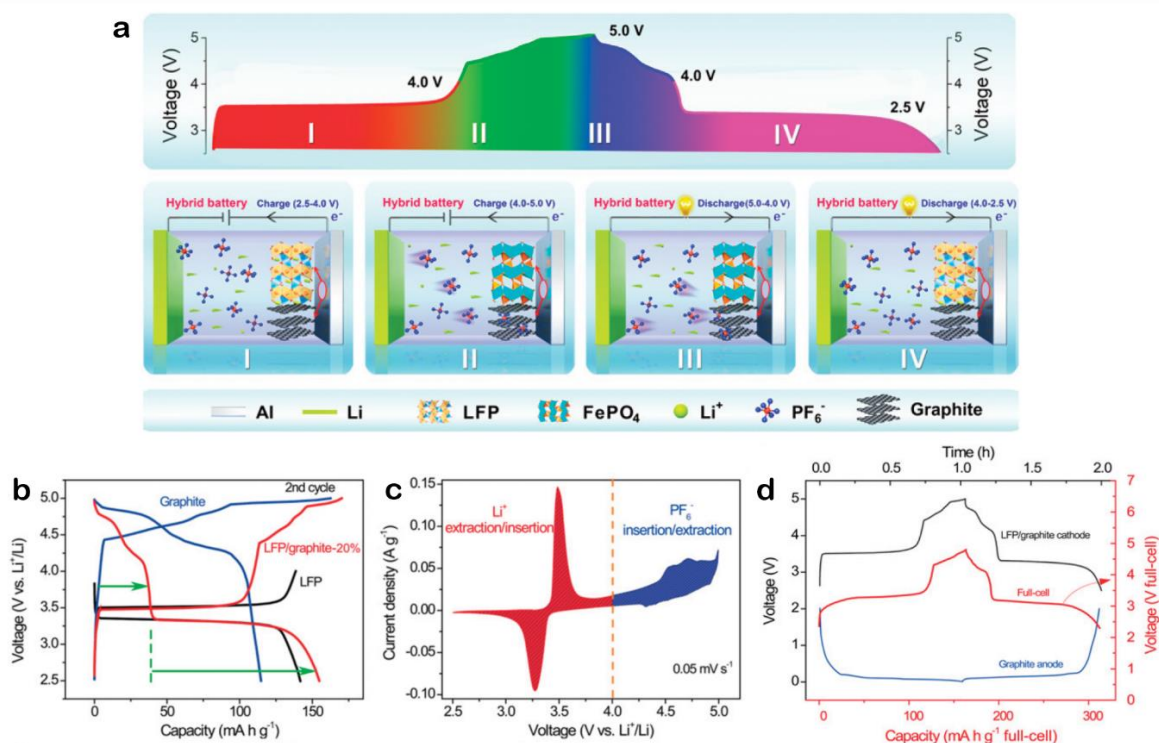 a
Voltage (V)
5
4
3
4.0 V
5.0 V
4.0 V
2.5 V
I
II
III
IV
5
4
3
Voltage (V)
Hybrid battery
Charge (2.5-4.0 V)
e-
I
Hybrid battery
Charge (4.0-5.0 V)
e-
II
Hybrid battery
Discharge(5.0-4.0 V)
e-
III
Hybrid battery
Discharge (4.0-2.5 V)
e-
IV
Al
Li
LFP
FePO4
Li+
PF6-
Graphite
b
Voltage (V vs. Li+/Li)
5.0
4.5
4.0
3.5
3.0
2.5
2nd cycle
Graphite
LFP/graphite-20%
LFP
0 50 100 150
Capacity (mA h g-1)
c
Current density (A g-1)
0.15
0.10
0.05
0.00
-0.05
-0.10
Li+
extraction/insertion
PF6-
insertion/extraction
0.05 mV s-1
2.5 3.0 3.5 4.0 4.5 5.0
Voltage (V vs. Li+/Li)
d
Time (h)
0.0 0.5 1.0 1.5 2.0
Voltage (V)
5
4
3
2
1
0
LFP/graphite cathode
Full-cell
Graphite anode
7
6
5
4
3
2
1
0
Voltage (V full-cell)
0 100 200 300
Capacity (mA h g-1 full-cell)